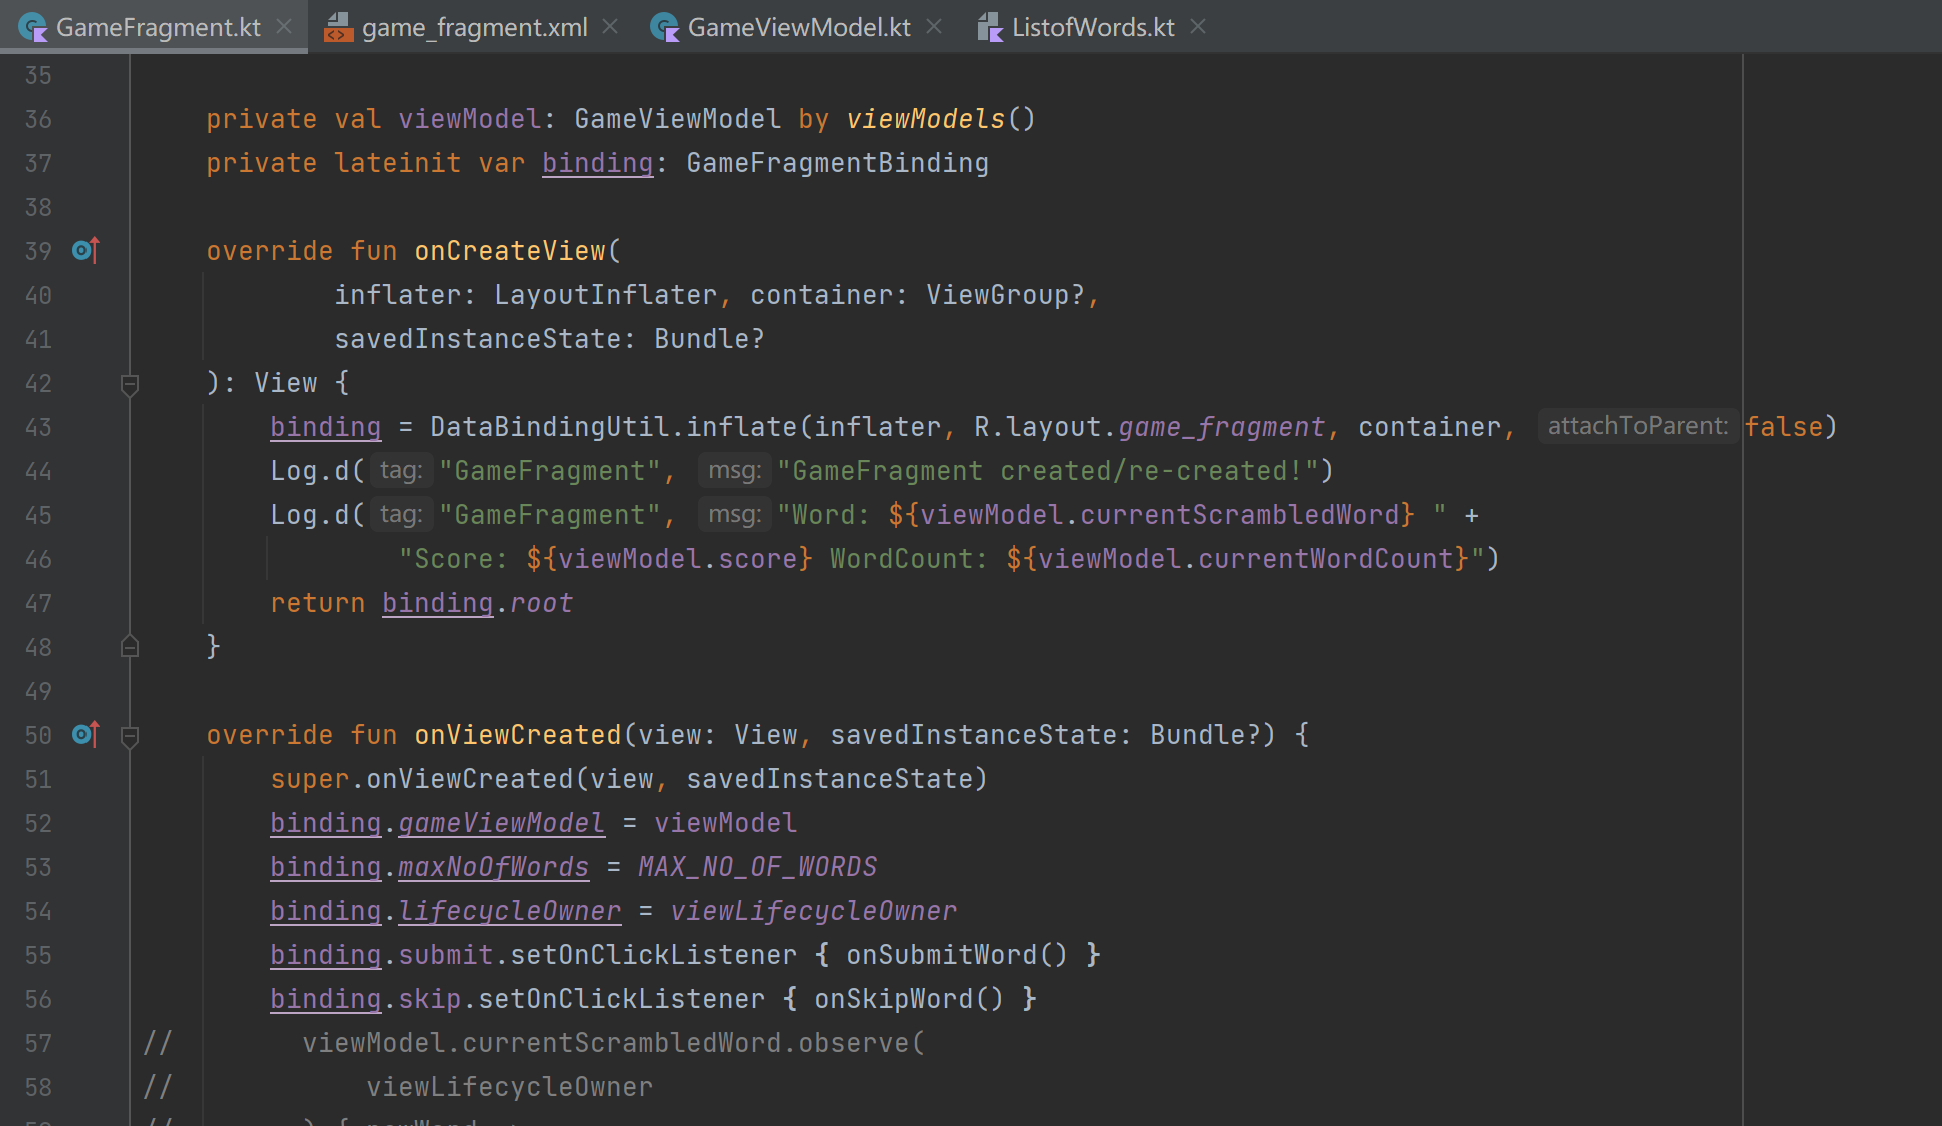 GameFragment.kt game_fragment.xml GameViewModel.kt ListofWords.kt
35
36 private val viewModel: GameViewModel by viewModels()
37 private lateinit var binding: GameFragmentBinding
38
39 override fun onCreateView(
40 inflater: LayoutInflater, container: ViewGroup?,
41 savedInstanceState: Bundle?
42 ): View {
43 binding = DataBindingUtil.inflate(inflater, R.layout.game_fragment, container, attachToParent: false)
44 Log.d( tag: "GameFragment", msg: "GameFragment created/re-created!")
45 Log.d( tag: "GameFragment", msg: "Word: ${viewModel.currentScrambledWord} " +
46 "Score: ${viewModel.score} WordCount: ${viewModel.currentWordCount}")
47 return binding.root
48 }
49
50 override fun onViewCreated(view: View, savedInstanceState: Bundle?) {
51 super.onViewCreated(view, savedInstanceState)
52 binding.gameViewModel = viewModel
53 binding.maxNoOfWords = MAX_NO_OF_WORDS
54 binding.lifecycleOwner = viewLifecycleOwner
55 binding.submit.setOnClickListener { onSubmitWord() }
56 binding.skip.setOnClickListener { onSkipWord() }
57 // viewModel.currentScrambledWord.observe(
58 // viewLifecycleOwner